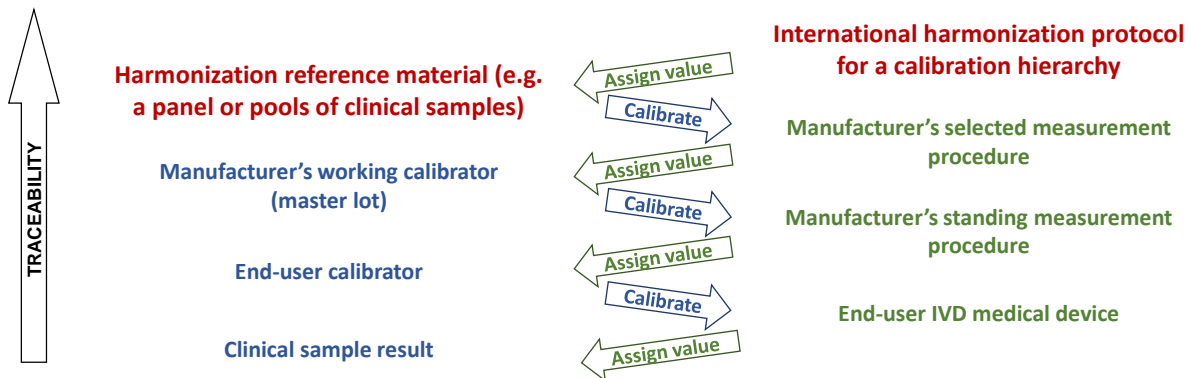 TRACEABILITY
International harmonization protocol
for a calibration hierarchy
Assign value
Harmonization reference material (e.g.
a panel or pools of clinical samples)
Calibrate
Manufacturer's selected measurement
procedure
Assign value
Manufacturer's working calibrator
(master lot)
Calibrate
Manufacturer's standing measurement
procedure
Assign value
End-user calibrator
Calibrate
End-user IVD medical device
Assign value
Clinical sample result